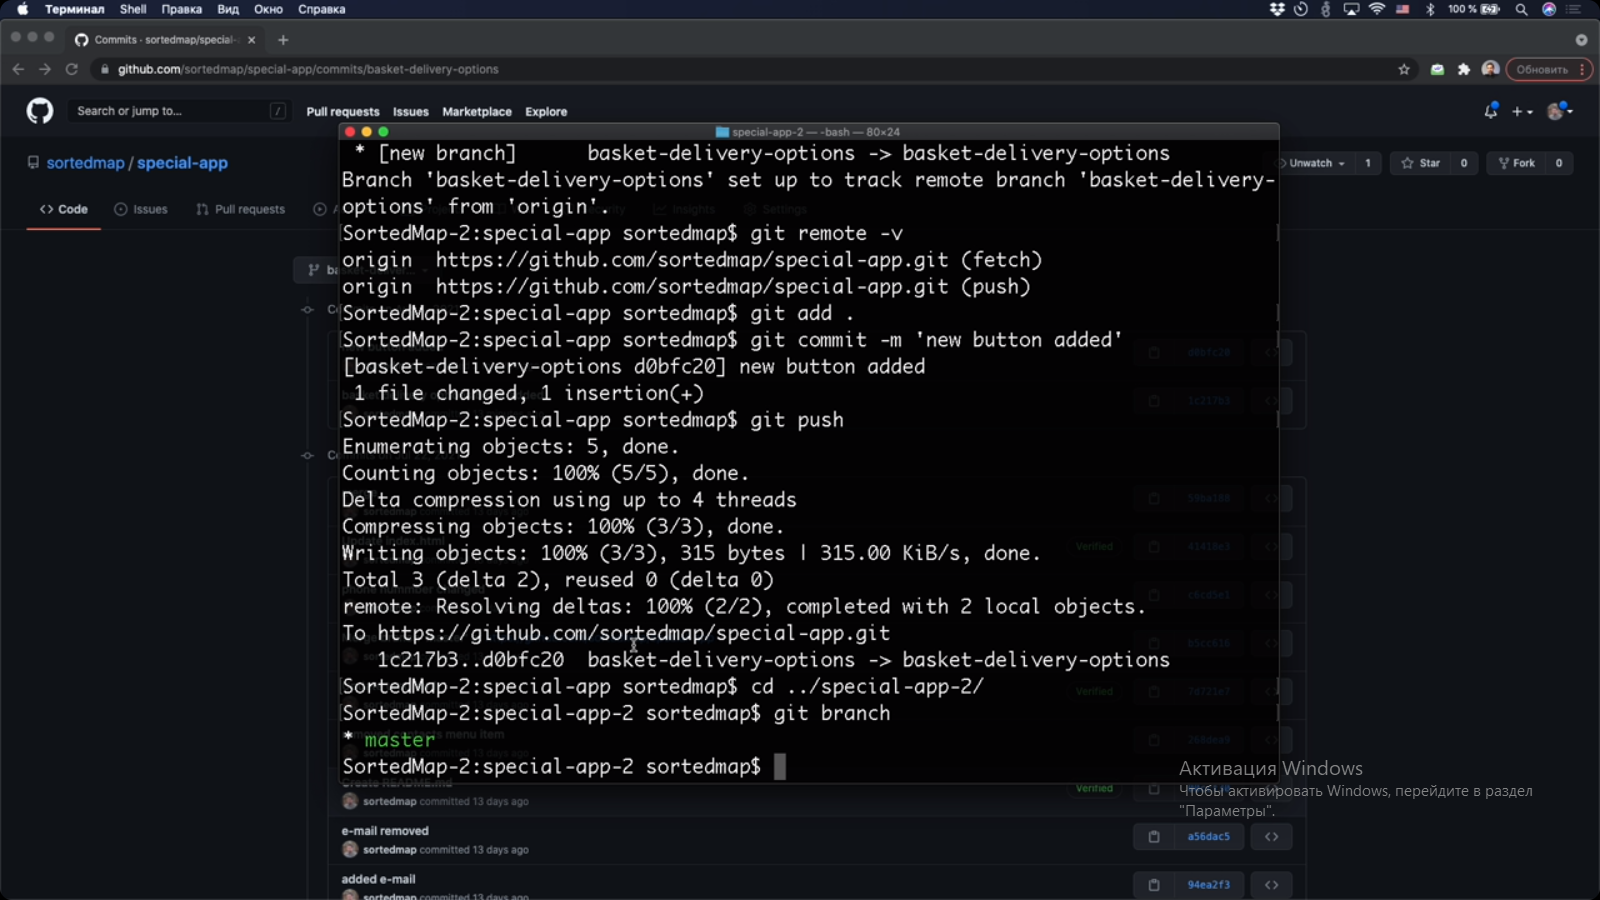 Терминал Shell Правка Вид Окно Справка 100 %
Commits · sortedmap/special-
github.com/sortedmap/special-app/commits/basket-delivery-options Обновить
Search or jump to... / Pull requests Issues Marketplace Explore
special-app-2 — -bash — 80×24
sortedmap / special-app Unwatch 1 Star 0 Fork 0
Code Issues Pull requests Insights Settings
* [new branch] basket-delivery-options -> basket-delivery-options
Branch 'basket-delivery-options' set up to track remote branch 'basket-delivery-
options' from 'origin'.
SortedMap-2:special-app sortedmap$ git remote -v
origin https://github.com/sortedmap/special-app.git (fetch)
origin https://github.com/sortedmap/special-app.git (push)
SortedMap-2:special-app sortedmap$ git add .
SortedMap-2:special-app sortedmap$ git commit -m 'new button added'
[basket-delivery-options d0bfc20] new button added
1 file changed, 1 insertion(+)
SortedMap-2:special-app sortedmap$ git push
Enumerating objects: 5, done.
Counting objects: 100% (5/5), done.
Delta compression using up to 4 threads
Compressing objects: 100% (3/3), done.
Writing objects: 100% (3/3), 315 bytes | 315.00 KiB/s, done.
Total 3 (delta 2), reused 0 (delta 0)
remote: Resolving deltas: 100% (2/2), completed with 2 local objects.
To https://github.com/sortedmap/special-app.git
1c217b3..d0bfc20 basket-delivery-options -> basket-delivery-options
SortedMap-2:special-app sortedmap$ cd ../special-app-2/
SortedMap-2:special-app-2 sortedmap$ git branch
* master
SortedMap-2:special-app-2 sortedmap$
Verified
sortedmap committed 13 days ago
e-mail removed
sortedmap committed 13 days ago a56dac5
added e-mail
sortedmap committed 13 days ago 94ea2f3
Активация Windows
Чтобы активировать Windows, перейдите в раздел
"Параметры".